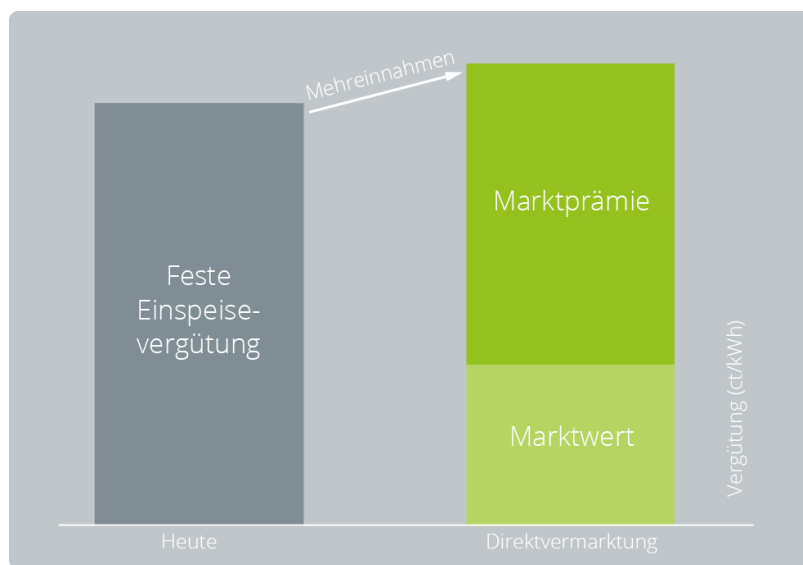 Mehreinnahmen
Feste
Einspeise-
vergütung
Marktprämie
Marktwert
Vergütung (ct/kWh)
Heute
Direktvermarktung